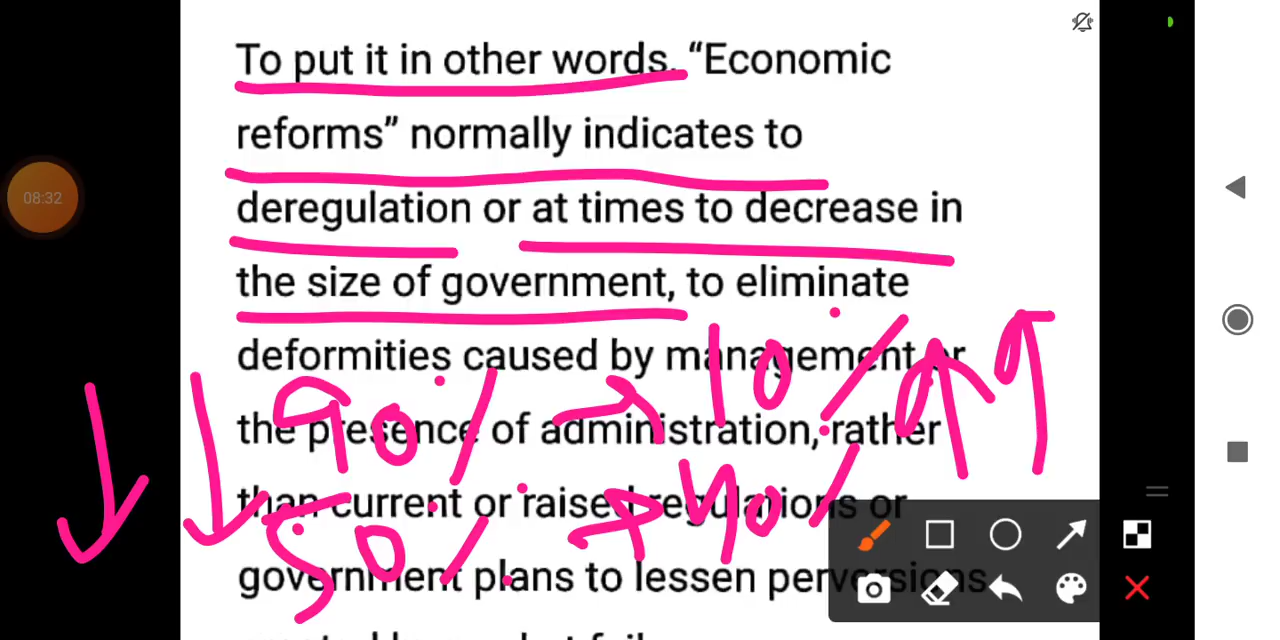 To put it in other words. “Economic
reforms” normally indicates to
deregulation or at times to decrease in
the size of government, to eliminate
deformities caused by management or
the presence of administration, rather
than current or raised regulations or
government plans to lessen perversions
90% → 10%
50% → 40%
08:32